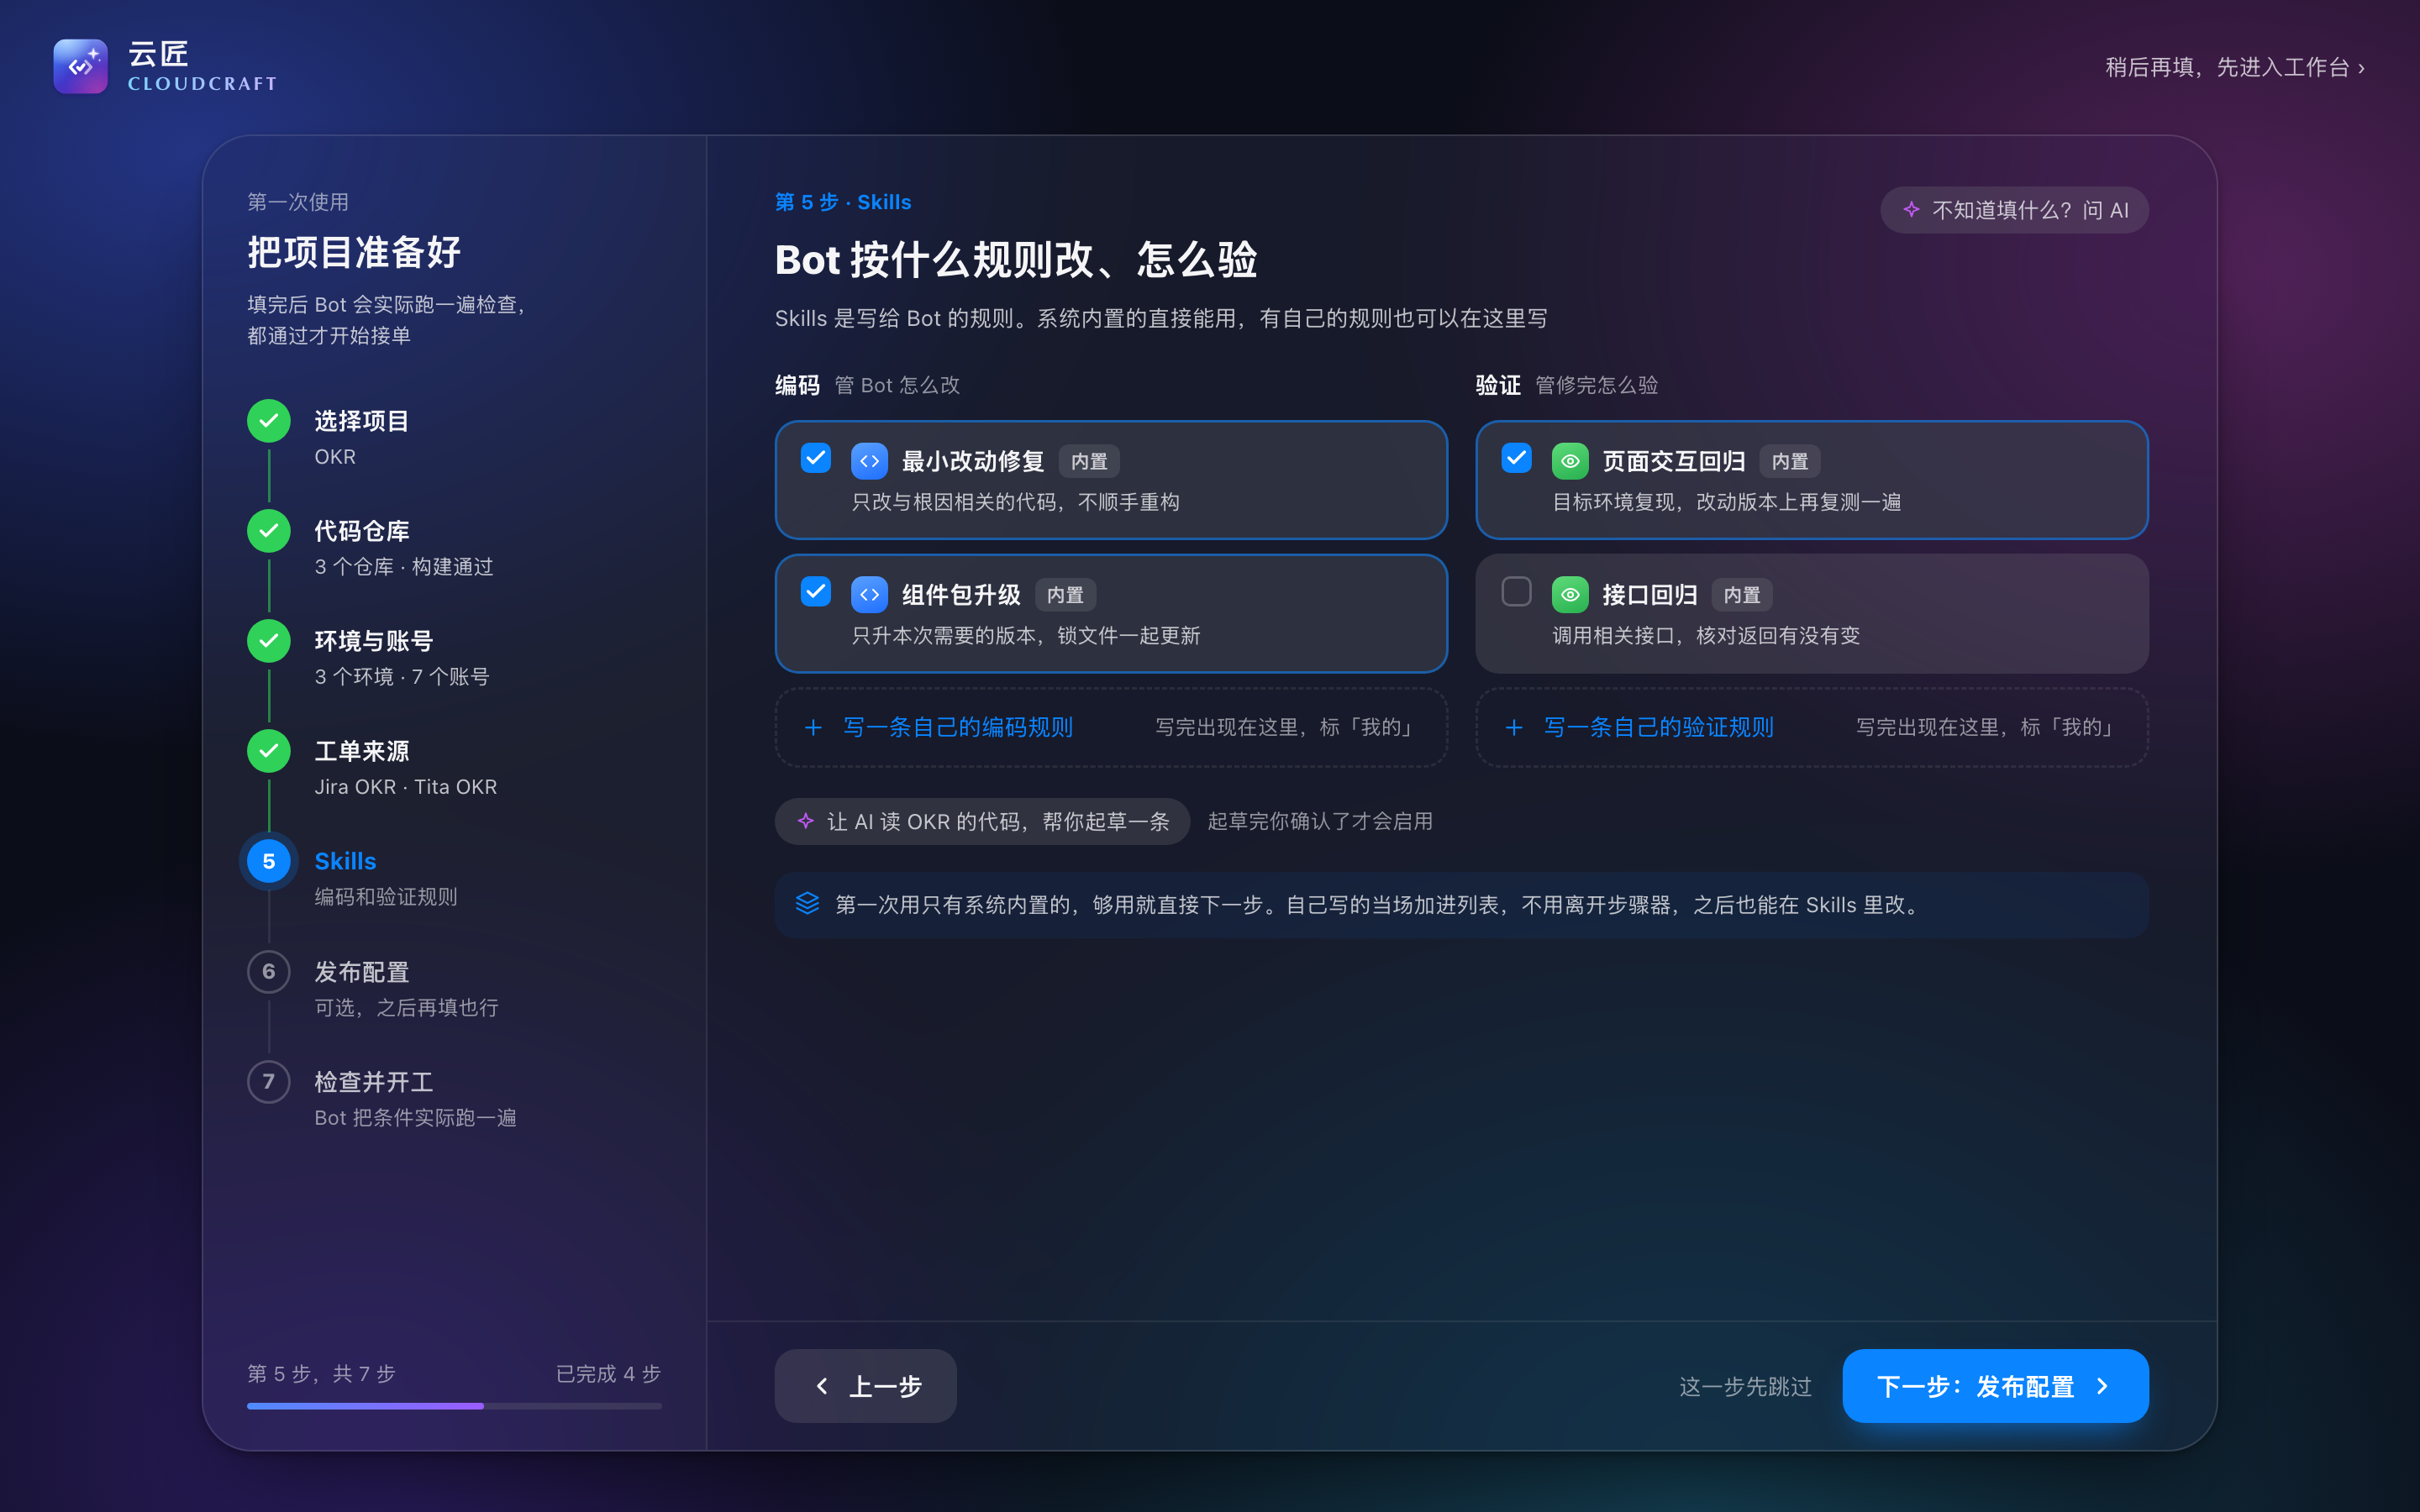 云匠
CLOUDCRAFT
稍后再填，先进入工作台 ›
第一次使用
把项目准备好
填完后 Bot 会实际跑一遍检查，
都通过才开始接单
选择项目
OKR
代码仓库
3 个仓库 · 构建通过
环境与账号
3 个环境 · 7 个账号
工单来源
Jira OKR · Tita OKR
5 Skills
编码和验证规则
6 发布配置
可选，之后再填也行
7 检查并开工
Bot 把条件实际跑一遍
第 5 步，共 7 步 已完成 4 步
第 5 步 · Skills
不知道填什么？问 AI
Bot 按什么规则改、怎么验
Skills 是写给 Bot 的规则。系统内置的直接能用，有自己的规则也可以在这里写
编码 管 Bot 怎么改
最小改动修复 内置
只改与根因相关的代码，不顺手重构
组件包升级 内置
只升本次需要的版本，锁文件一起更新
写一条自己的编码规则 写完出现在这里，标「我的」
验证 管修完怎么验
页面交互回归 内置
目标环境复现，改动版本上再复测一遍
接口回归 内置
调用相关接口，核对返回有没有变
写一条自己的验证规则 写完出现在这里，标「我的」
让 AI 读 OKR 的代码，帮你起草一条 起草完你确认了才会启用
第一次用只有系统内置的，够用就直接下一步。自己写的当场加进列表，不用离开步骤器，之后也能在 Skills 里改。
上一步
这一步先跳过
下一步：发布配置